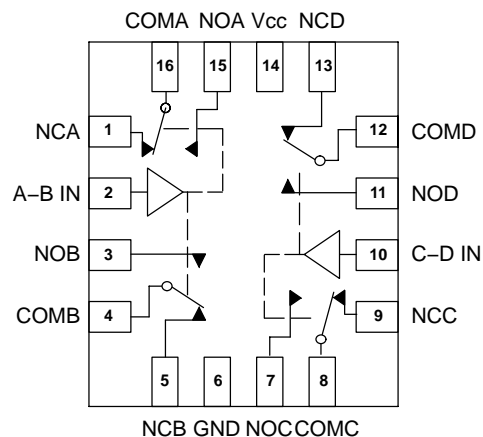 COMA NOA Vcc NCD
16 15 14 13
NCA 1 12 COMD
A–B IN 2 11 NOD
NOB 3 10 C–D IN
COMB 4 9 NCC
5 6 7 8
NCB GND NOC COMC